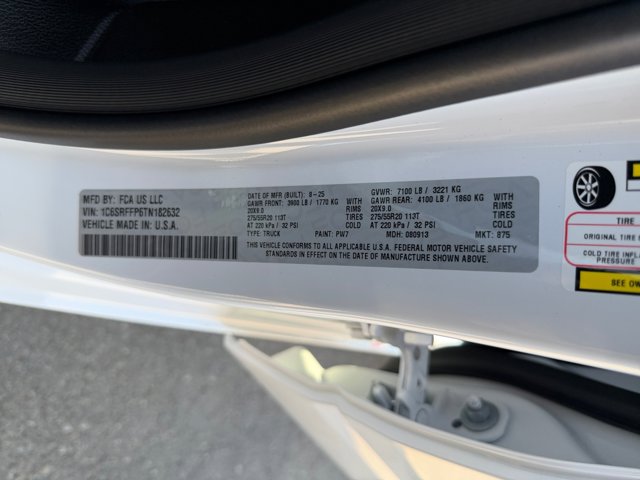 MFD BY: FCA US LLC
VIN: 1C6SRFFP6TN182632
VEHICLE MADE IN: U.S.A.
DATE OF MFR (BUILT): 8-25
GAWR FRONT: 3900 LB / 1770 KG
20X9.0
275/55R20 113T
AT 220 kPa / 32 PSI
TYPE: TRUCK
WITH
RIMS
TIRES
COLD
PAINT: PW7
GVWR: 7100 LB / 3221 KG
GAWR REAR: 4100 LB / 1860 KG
20X9.0
275/55R20 113T
AT 220 kPa / 32 PSI
MDH: 080913
WITH
RIMS
TIRES
COLD
MKT: 875
THIS VEHICLE CONFORMS TO ALL APPLICABLE U.S.A. FEDERAL MOTOR VEHICLE SAFETY
STANDARDS IN EFFECT ON THE DATE OF MANUFACTURE SHOWN ABOVE.
TIRE
ORIGINAL TIRE
COLD TIRE INFL
PRESSURE
SEE OW